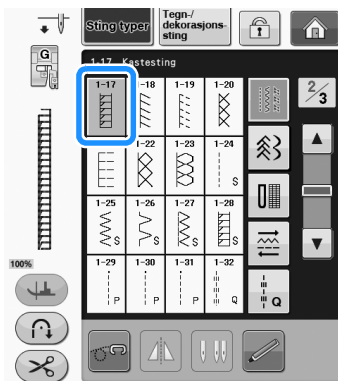 Sting typer
Tegn-/
dekorasjons-
sting
G
1-17 Kastesting
2/3
1-17 1-18 1-19 1-20
1-22 1-23 1-24
S
1-25 1-26 1-27 1-28
S S S S
100%
1-29 1-30 1-31 1-32
P P P Q
Q